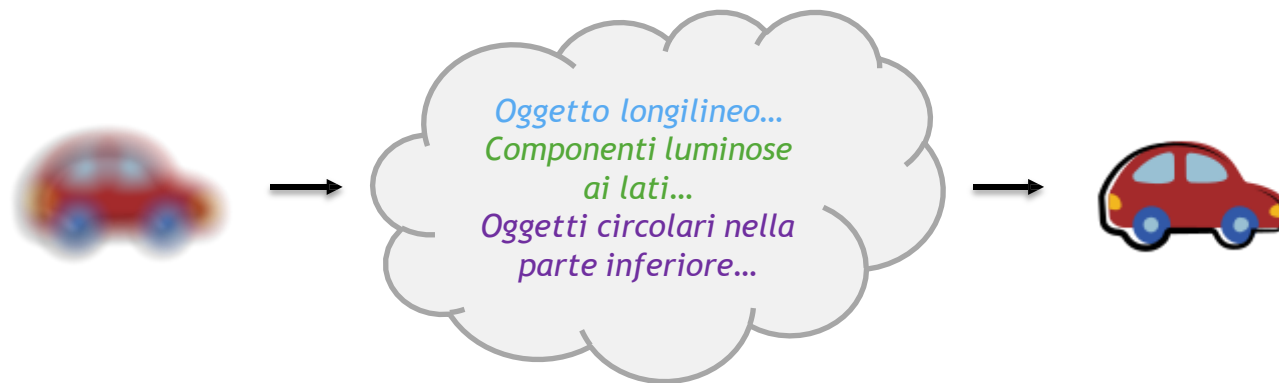 Oggetto longilineo…
Componenti luminose
ai lati…
Oggetti circolari nella
parte inferiore…